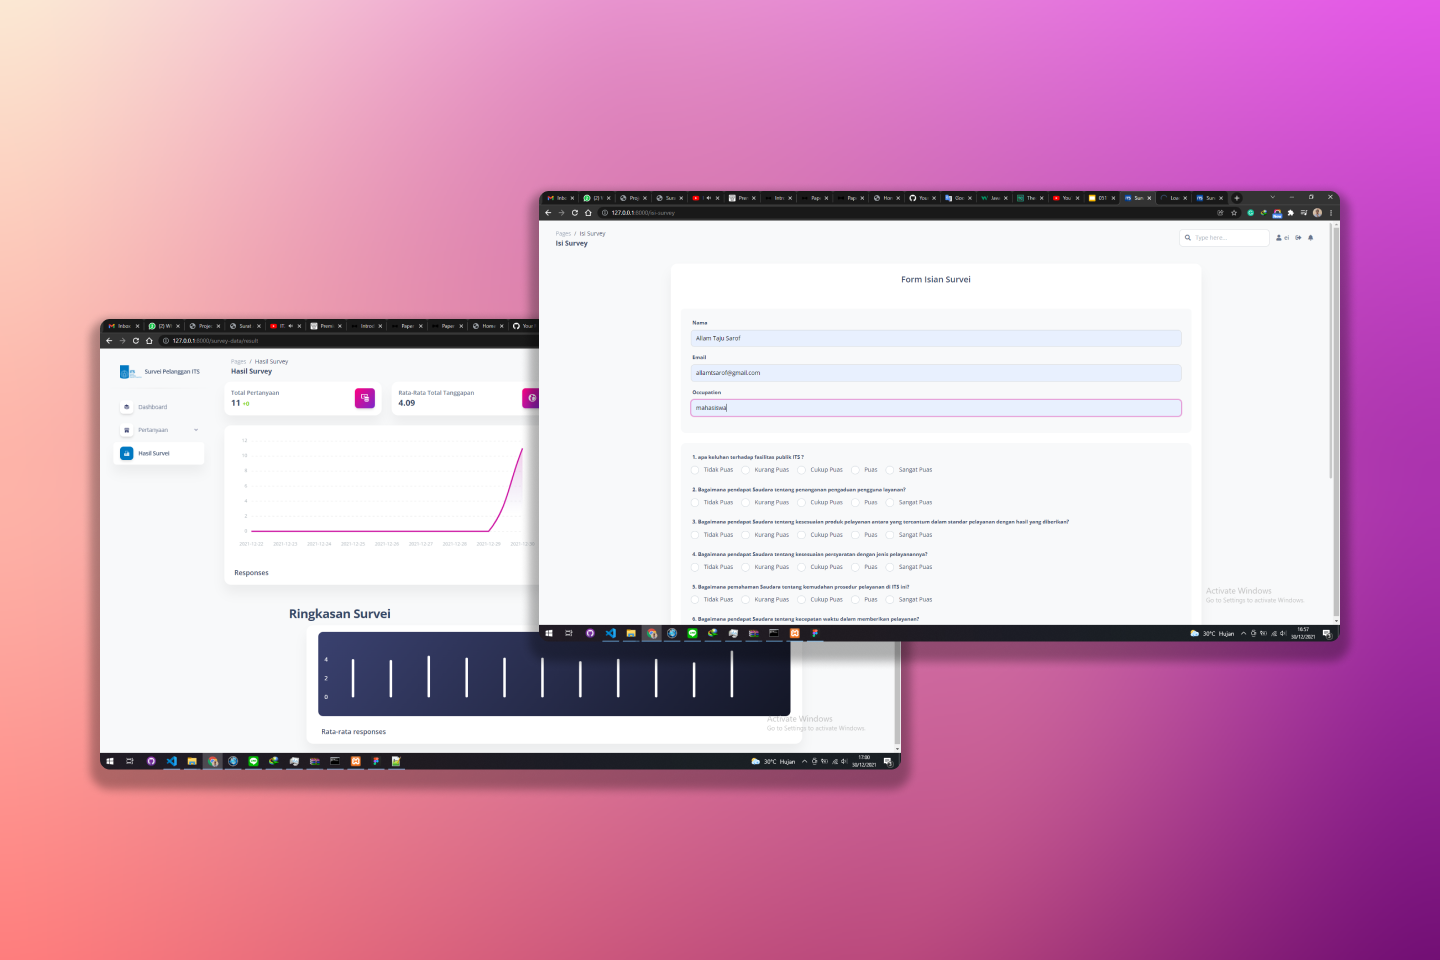 127.0.0.1:8000/survey-data/result
Survei Pelanggan ITS
Dashboard
Pertanyaan
Hasil Survei
Pages / Hasil Survey
Hasil Survey
Total Pertanyaan
11 +0
Rata-Rata Total Tanggapan
4.09
12
10
8
6
4
2
0
2021-12-22 2021-12-23 2021-12-24 2021-12-25 2021-12-26 2021-12-27 2021-12-28 2021-12-29 2021-12-30
Responses
Ringkasan Survei
4
2
0
Rata-rata responses
Activate Windows
Go to Settings to activate Windows.
30°C Hujan
17:00
30/12/2021
127.0.0.1:8000/isi-survey
Pages / Isi Survey
Isi Survey
Type here...
el
Form Isian Survei
Name
Allam Taju Sarof
Email
allamtsarof@gmail.com
Occupation
mahasiswa
1. apa keluhan terhadap fasilitas publik ITS ?
Tidak Puas Kurang Puas Cukup Puas Puas Sangat Puas
2. Bagaimana pendapat Saudara tentang penanganan pengaduan pengguna layanan?
Tidak Puas Kurang Puas Cukup Puas Puas Sangat Puas
3. Bagaimana pendapat Saudara tentang kesesuaian produk pelayanan antara yang tercantum dalam standar pelayanan dengan hasil yang diberikan?
Tidak Puas Kurang Puas Cukup Puas Puas Sangat Puas
4. Bagaimana pendapat Saudara tentang kesesuaian persyaratan dengan jenis pelayanannya?
Tidak Puas Kurang Puas Cukup Puas Puas Sangat Puas
5. Bagaimana pemahaman Saudara tentang kemudahan prosedur pelayanan di ITS ini?
Tidak Puas Kurang Puas Cukup Puas Puas Sangat Puas
6. Bagaimana pendapat Saudara tentang kecepatan waktu dalam memberikan pelayanan?
Activate Windows
Go to Settings to activate Windows.
30°C Hujan
16:57
30/12/2021